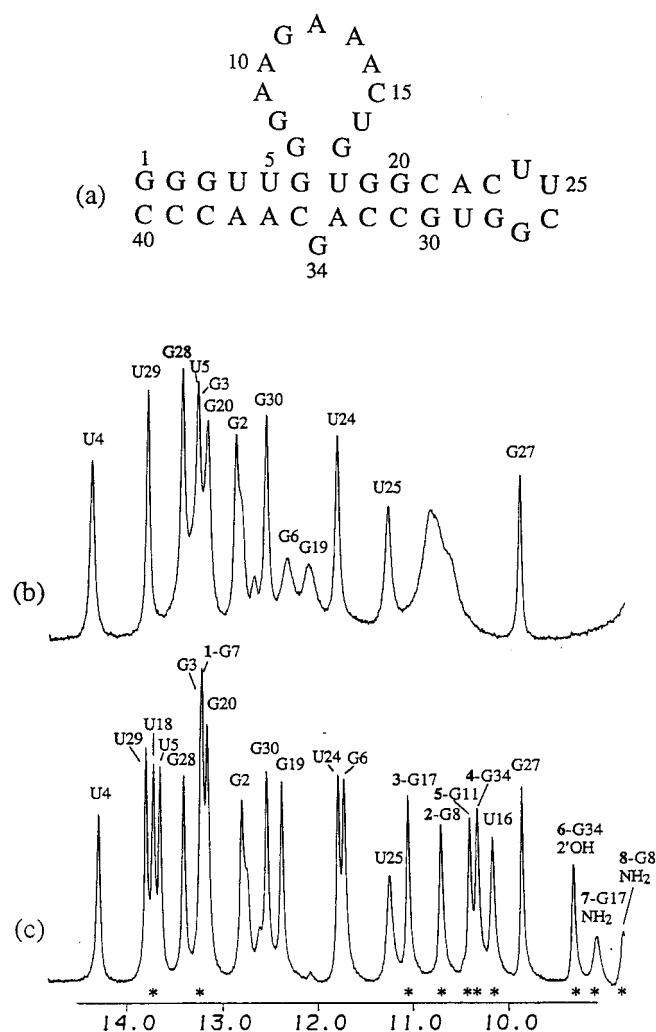 A
G A
10 A A
A C 15
G U
1 5 G G 20
(a) G G G U U G U G G C A C U U 25
C C C A A C A C C G U G G C
40 G 30
34
(b)
U4 U29 G28 U5 G3 G20 G2 G30 G6 G19 U24 U25 G27
(c)
U4 U29 U18 U5 G28 G3 1-G7 G20 G2 G30 G19 U24 G6 U25 3-G17 2-G8 5-G11 4-G34 U16 G27 6-G34 2'OH 7-G17 NH2 8-G8 NH2
* * * * * * * * * *
14.0 13.0 12.0 11.0 10.0